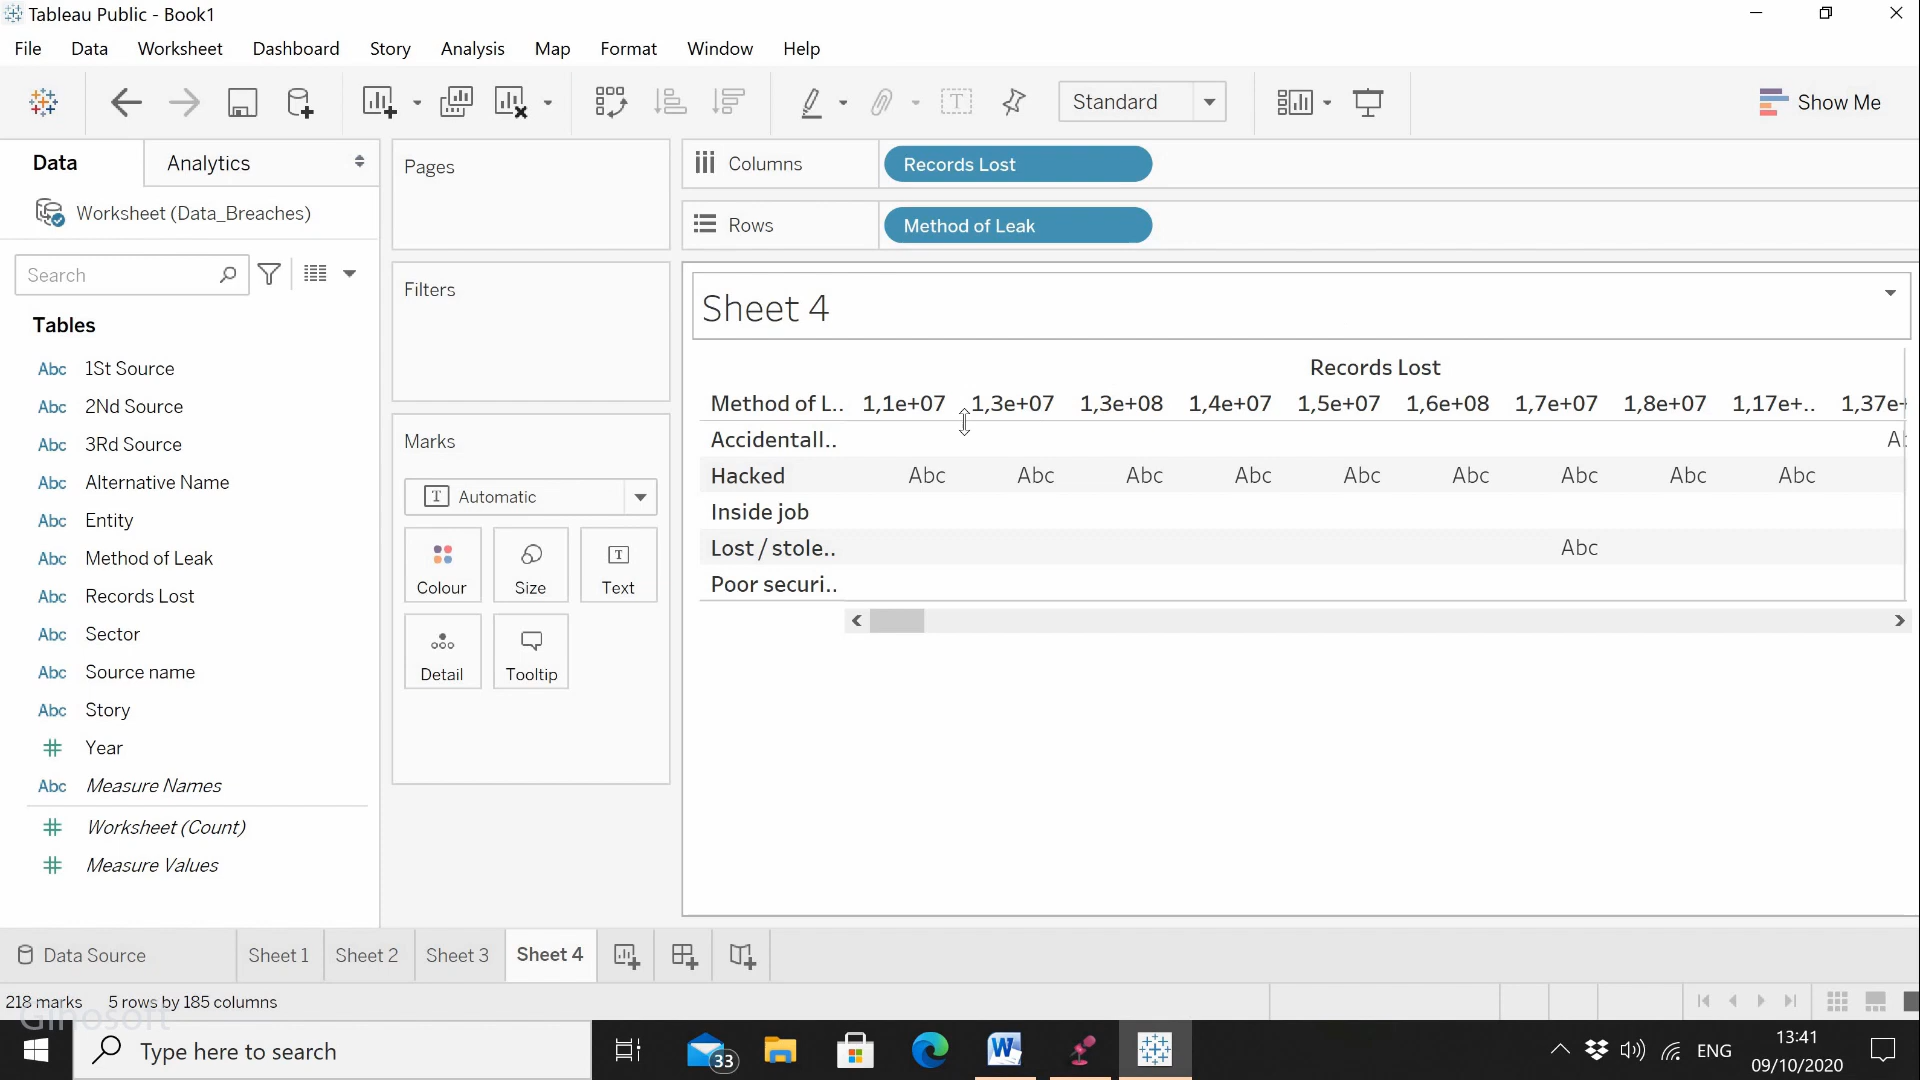 Tableau Public - Book1
File Data Worksheet Dashboard Story Analysis Map Format Window Help
Standard
Show Me
Data
Analytics
Worksheet (Data_Breaches)
Search
Tables
Abc 1St Source
Abc 2Nd Source
Abc 3Rd Source
Abc Alternative Name
Abc Entity
Abc Method of Leak
Abc Records Lost
Abc Sector
Abc Source name
Abc Story
Year
Abc Measure Names
Worksheet (Count)
Measure Values
Pages
Filters
Marks
T Automatic
Colour Size Text
Detail Tooltip
Columns Records Lost
Rows Method of Leak
Sheet 4
Records Lost
Method of L.. 1,1e+07 1,3e+07 1,3e+08 1,4e+07 1,5e+07 1,6e+08 1,7e+07 1,8e+07 1,17e+.. 1,37e+
Accidentall..
Hacked Abc Abc Abc Abc Abc Abc Abc Abc Abc
Inside job
Lost / stole.. Abc
Poor securi..
Data Source Sheet 1 Sheet 2 Sheet 3 Sheet 4
218 marks 5 rows by 185 columns
Gihosoft
Type here to search
33
W
ENG
13:41
09/10/2020